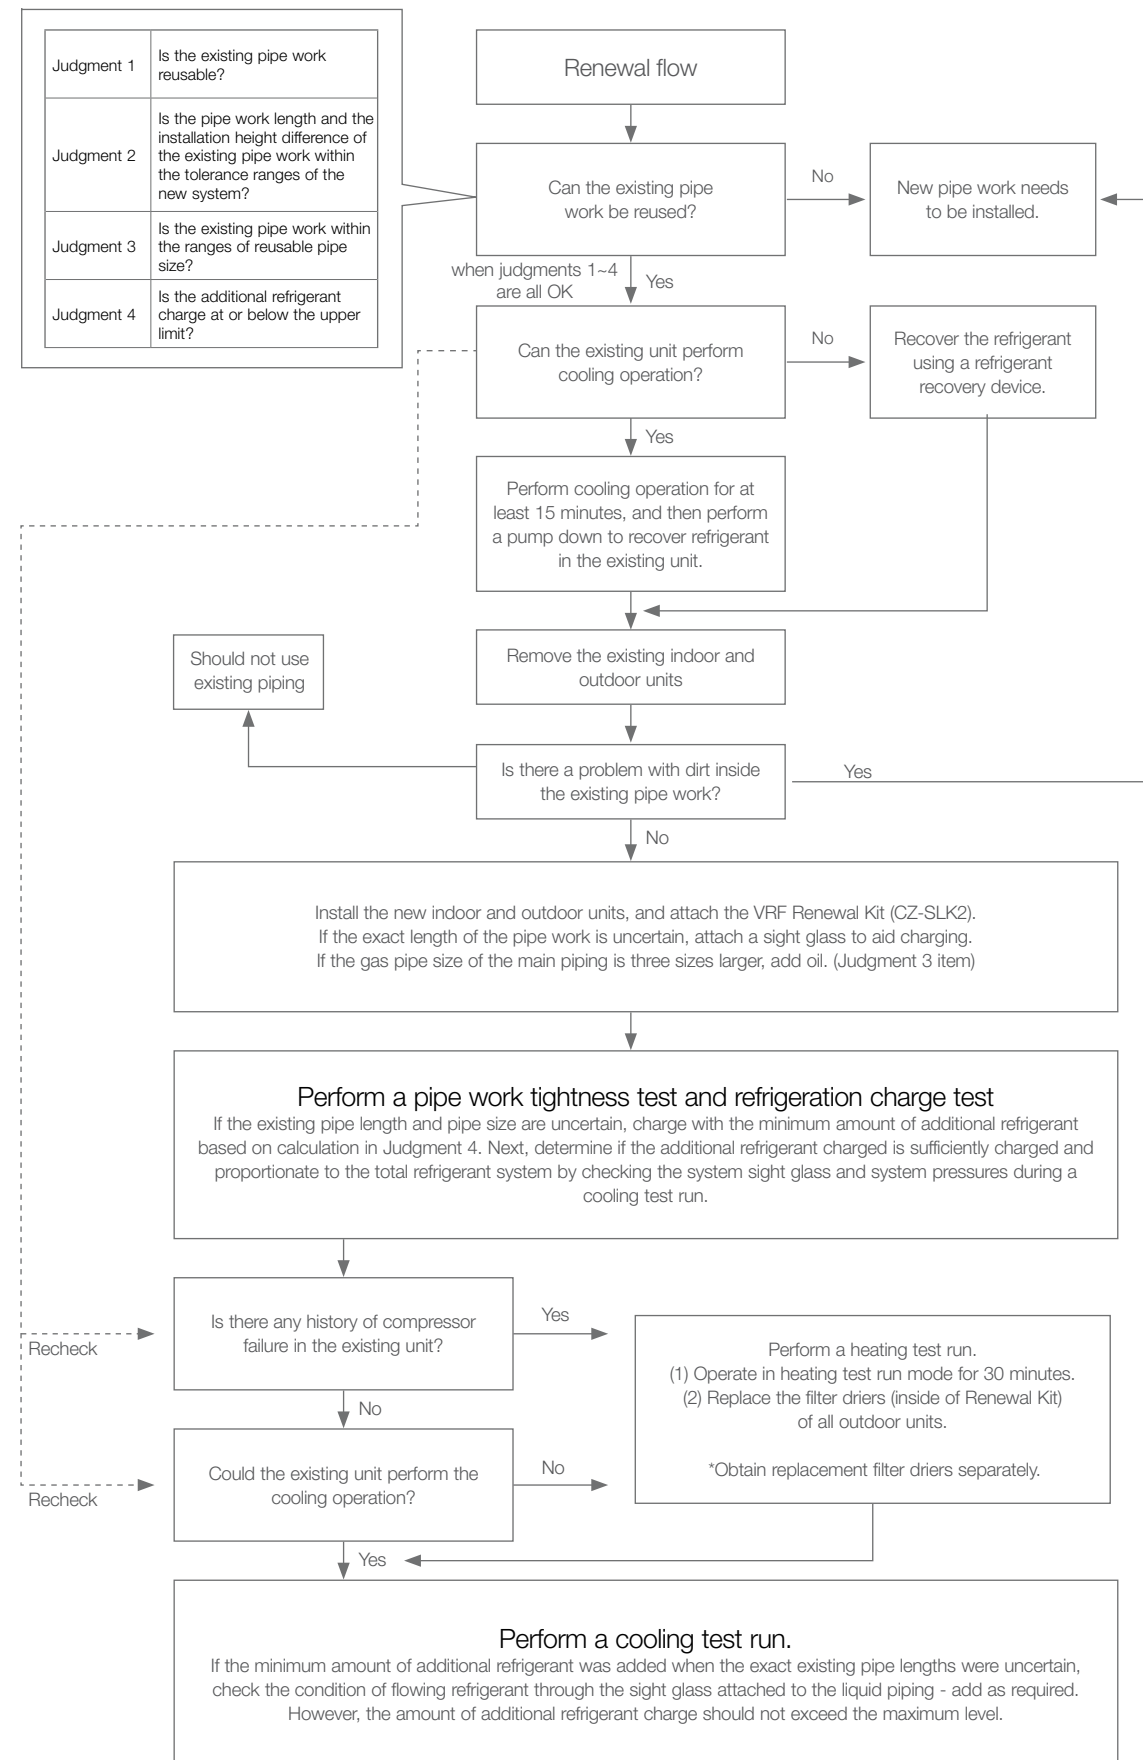 Judgment 1
Is the existing pipe work
reusable?
Judgment 2
Is the pipe work length and the
installation height difference of
the existing pipe work within
the tolerance ranges of the
new system?
Judgment 3
Is the existing pipe work within
the ranges of reusable pipe
size?
Judgment 4
Is the additional refrigerant
charge at or below the upper
limit?
Renewal flow
Can the existing pipe
work be reused?
No
New pipe work needs
to be installed.
when judgments 1~4
are all OK
Yes
Can the existing unit perform
cooling operation?
No
Recover the refrigerant
using a refrigerant
recovery device.
Yes
Perform cooling operation for at
least 15 minutes, and then perform
a pump down to recover refrigerant
in the existing unit.
Remove the existing indoor and
outdoor units
Should not use
existing piping
Is there a problem with dirt inside
the existing pipe work?
Yes
No
Install the new indoor and outdoor units, and attach the VRF Renewal Kit (CZ-SLK2).
If the exact length of the pipe work is uncertain, attach a sight glass to aid charging.
If the gas pipe size of the main piping is three sizes larger, add oil. (Judgment 3 item)
Perform a pipe work tightness test and refrigeration charge test
If the existing pipe length and pipe size are uncertain, charge with the minimum amount of additional refrigerant
based on calculation in Judgment 4. Next, determine if the additional refrigerant charged is sufficiently charged and
proportionate to the total refrigerant system by checking the system sight glass and system pressures during a
cooling test run.
Recheck
Is there any history of compressor
failure in the existing unit?
Yes
Perform a heating test run.
(1) Operate in heating test run mode for 30 minutes.
(2) Replace the filter driers (inside of Renewal Kit)
of all outdoor units.
*Obtain replacement filter driers separately.
No
Recheck
Could the existing unit perform the
cooling operation?
No
Yes
Perform a cooling test run.
If the minimum amount of additional refrigerant was added when the exact existing pipe lengths were uncertain,
check the condition of flowing refrigerant through the sight glass attached to the liquid piping - add as required.
However, the amount of additional refrigerant charge should not exceed the maximum level.